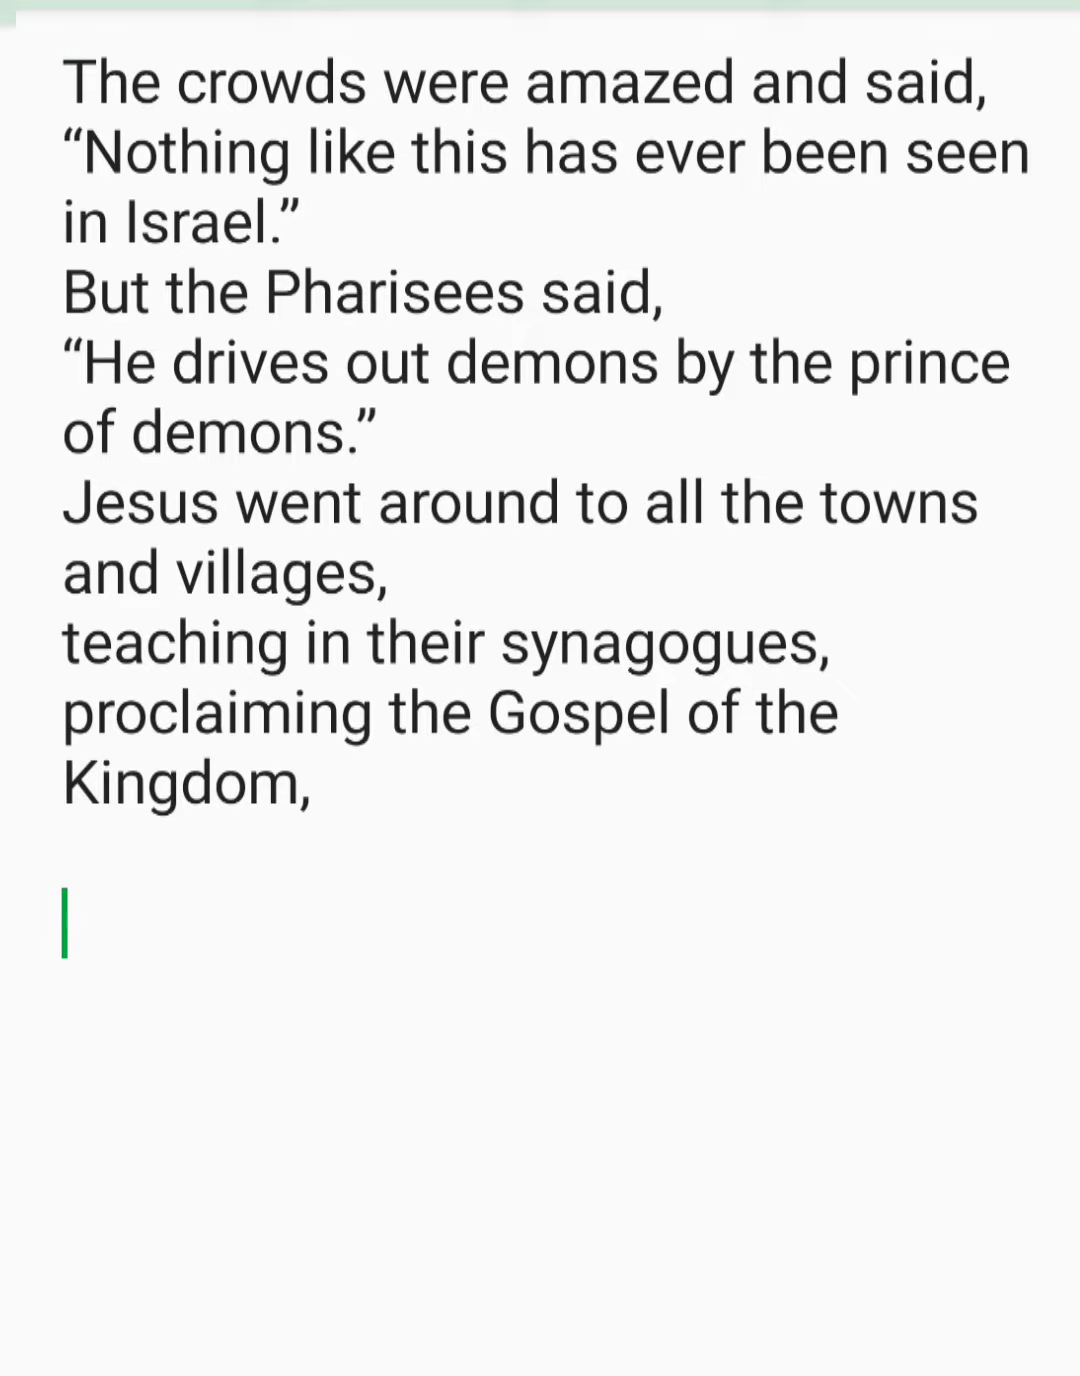 The crowds were amazed and said,
“Nothing like this has ever been seen
in Israel.”
But the Pharisees said,
“He drives out demons by the prince
of demons.”
Jesus went around to all the towns
and villages,
teaching in their synagogues,
proclaiming the Gospel of the
Kingdom,